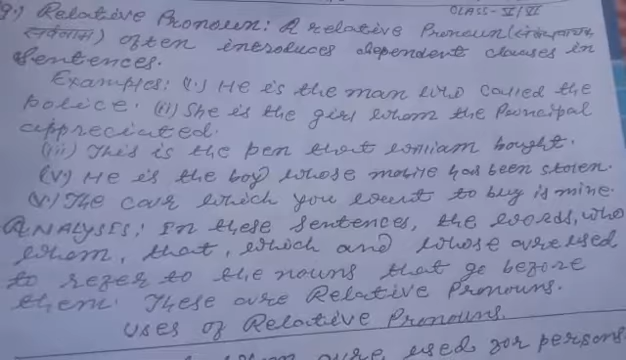 CLASS-V/VI
9.) Relative Pronoun: A relative Pronoun (संबंधवाचक
सर्वनाम) often introduces dependent clauses in
sentences.
Examples: (i) He is the man who called the
police. (ii) She is the girl whom the Principal
appreciated.
(iii) This is the pen that William bought.
(iv) He is the boy whose mobile has been stolen.
(v) The car which you want to buy is mine.
ANALYSIS: In these sentences, the words, who
whom, that, which and whose are used
to refer to the nouns that go before
them. These are Relative Pronouns.
Uses of Relative Pronouns.
are used for persons